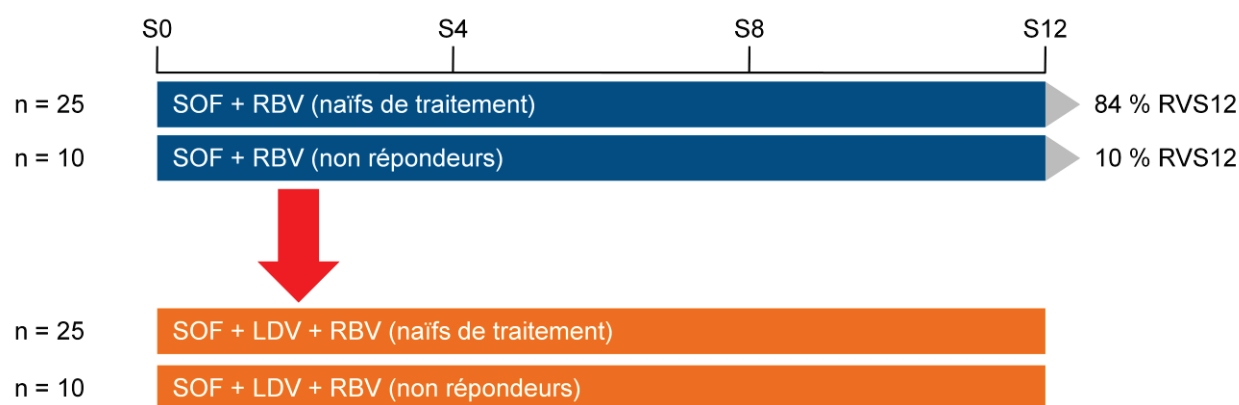 S0 S4 S8 S12
n = 25 SOF + RBV (naïfs de traitement) 84 % RVS12
n = 10 SOF + RBV (non répondeurs) 10 % RVS12
n = 25 SOF + LDV + RBV (naïfs de traitement)
n = 10 SOF + LDV + RBV (non répondeurs)